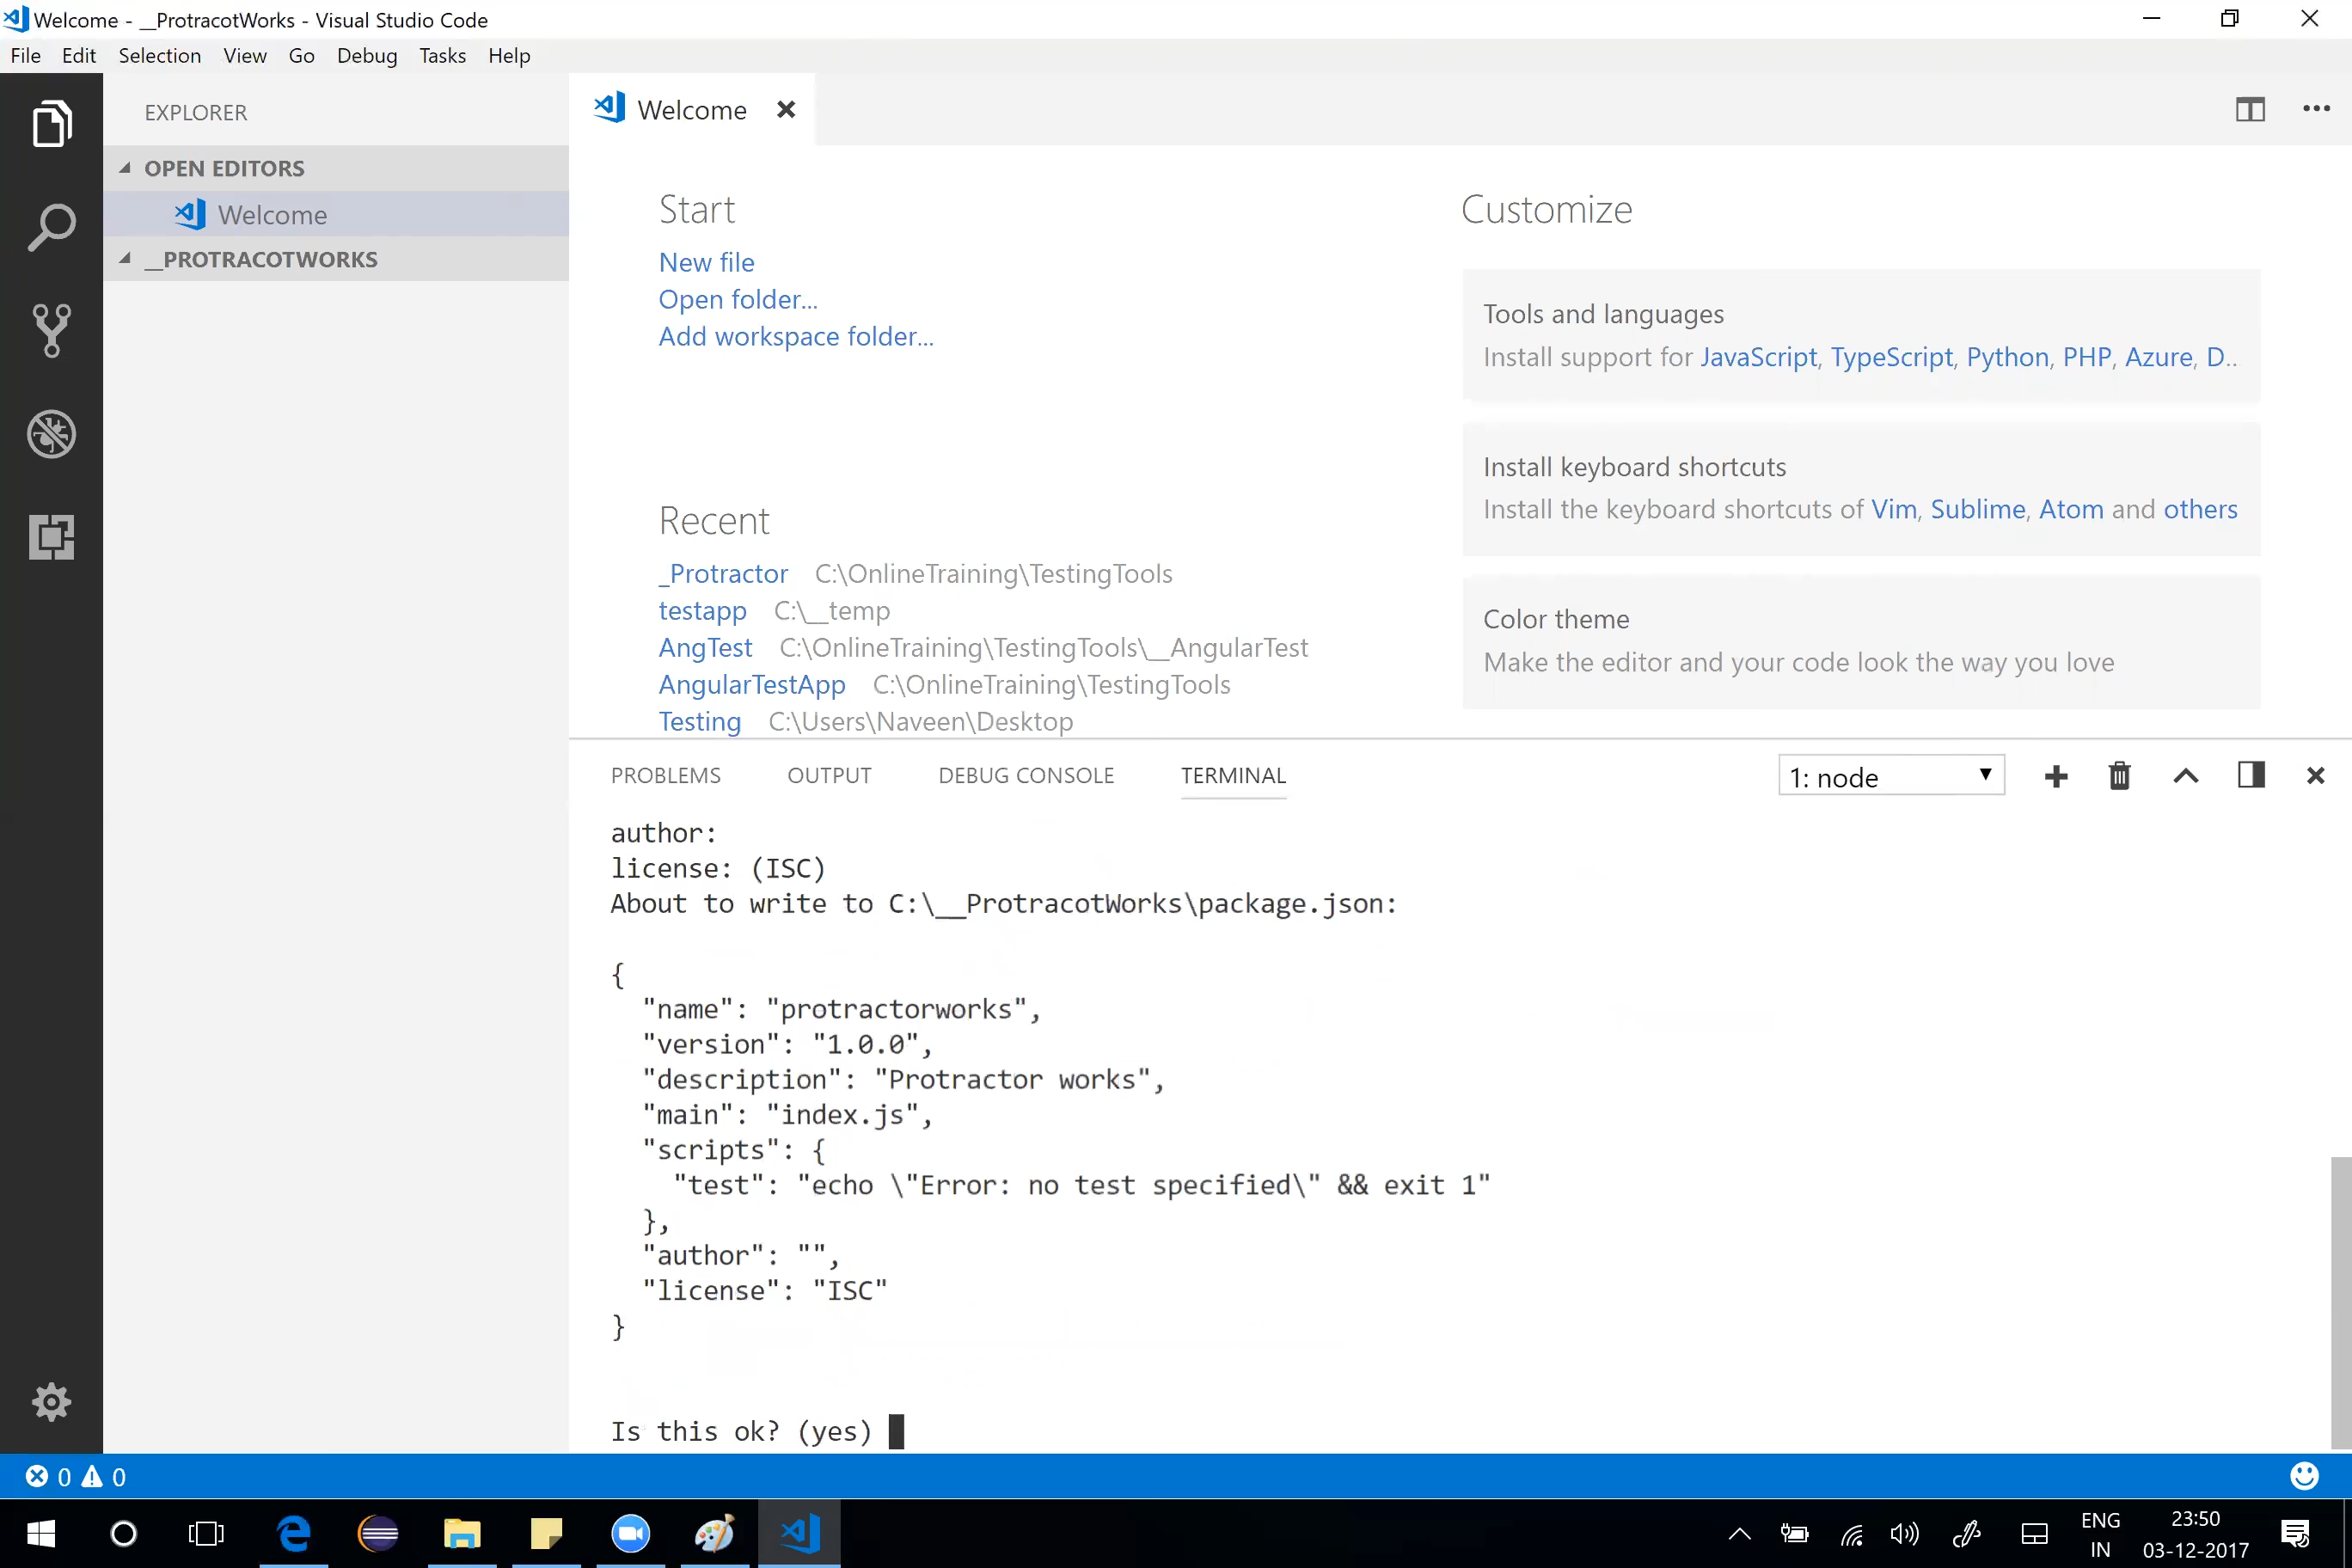 Welcome - __ProtracotWorks - Visual Studio Code
File Edit Selection View Go Debug Tasks Help
EXPLORER
OPEN EDITORS
Welcome
__PROTRACOTWORKS
Welcome
Start
New file
Open folder...
Add workspace folder...
Recent
_Protractor C:\OnlineTraining\TestingTools
testapp C:\__temp
AngTest C:\OnlineTraining\TestingTools\__AngularTest
AngularTestApp C:\OnlineTraining\TestingTools
Testing C:\Users\Naveen\Desktop
Customize
Tools and languages
Install support for JavaScript, TypeScript, Python, PHP, Azure, D..
Install keyboard shortcuts
Install the keyboard shortcuts of Vim, Sublime, Atom and others
Color theme
Make the editor and your code look the way you love
PROBLEMS OUTPUT DEBUG CONSOLE TERMINAL
1: node
author:
license: (ISC)
About to write to C:\__ProtracotWorks\package.json:
{
"name": "protractorworks",
"version": "1.0.0",
"description": "Protractor works",
"main": "index.js",
"scripts": {
"test": "echo \"Error: no test specified\" && exit 1"
},
"author": "",
"license": "ISC"
}
Is this ok? (yes)
0 0
ENG
IN
23:50
03-12-2017